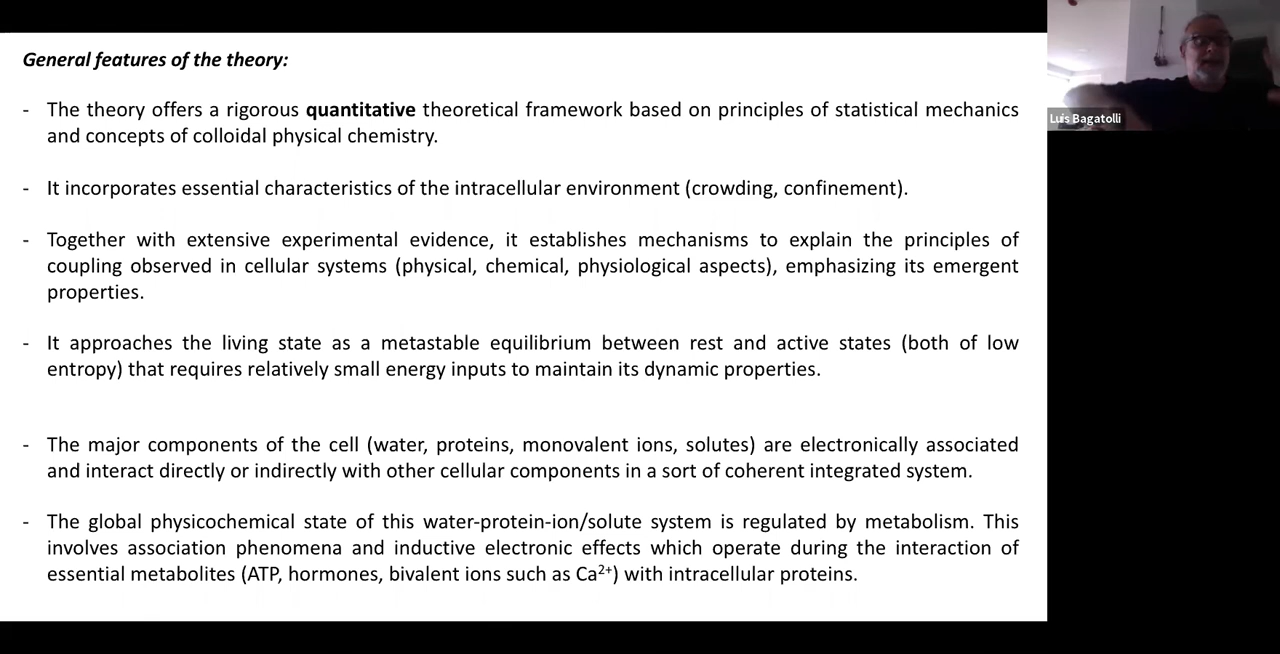 General features of the theory:
- The theory offers a rigorous quantitative theoretical framework based on principles of statistical mechanics
and concepts of colloidal physical chemistry.
- It incorporates essential characteristics of the intracellular environment (crowding, confinement).
- Together with extensive experimental evidence, it establishes mechanisms to explain the principles of
coupling observed in cellular systems (physical, chemical, physiological aspects), emphasizing its emergent
properties.
- It approaches the living state as a metastable equilibrium between rest and active states (both of low
entropy) that requires relatively small energy inputs to maintain its dynamic properties.
- The major components of the cell (water, proteins, monovalent ions, solutes) are electronically associated
and interact directly or indirectly with other cellular components in a sort of coherent integrated system.
- The global physicochemical state of this water-protein-ion/solute system is regulated by metabolism. This
involves association phenomena and inductive electronic effects which operate during the interaction of
essential metabolites (ATP, hormones, bivalent ions such as Ca²⁺) with intracellular proteins.
Luis Bagatolli